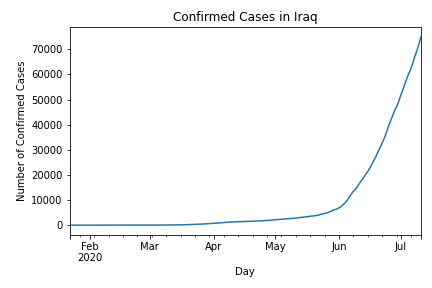 Confirmed Cases in Iraq
Number of Confirmed Cases
70000
60000
50000
40000
30000
20000
10000
0
Feb
2020
Mar
Apr
May
Jun
Jul
Day